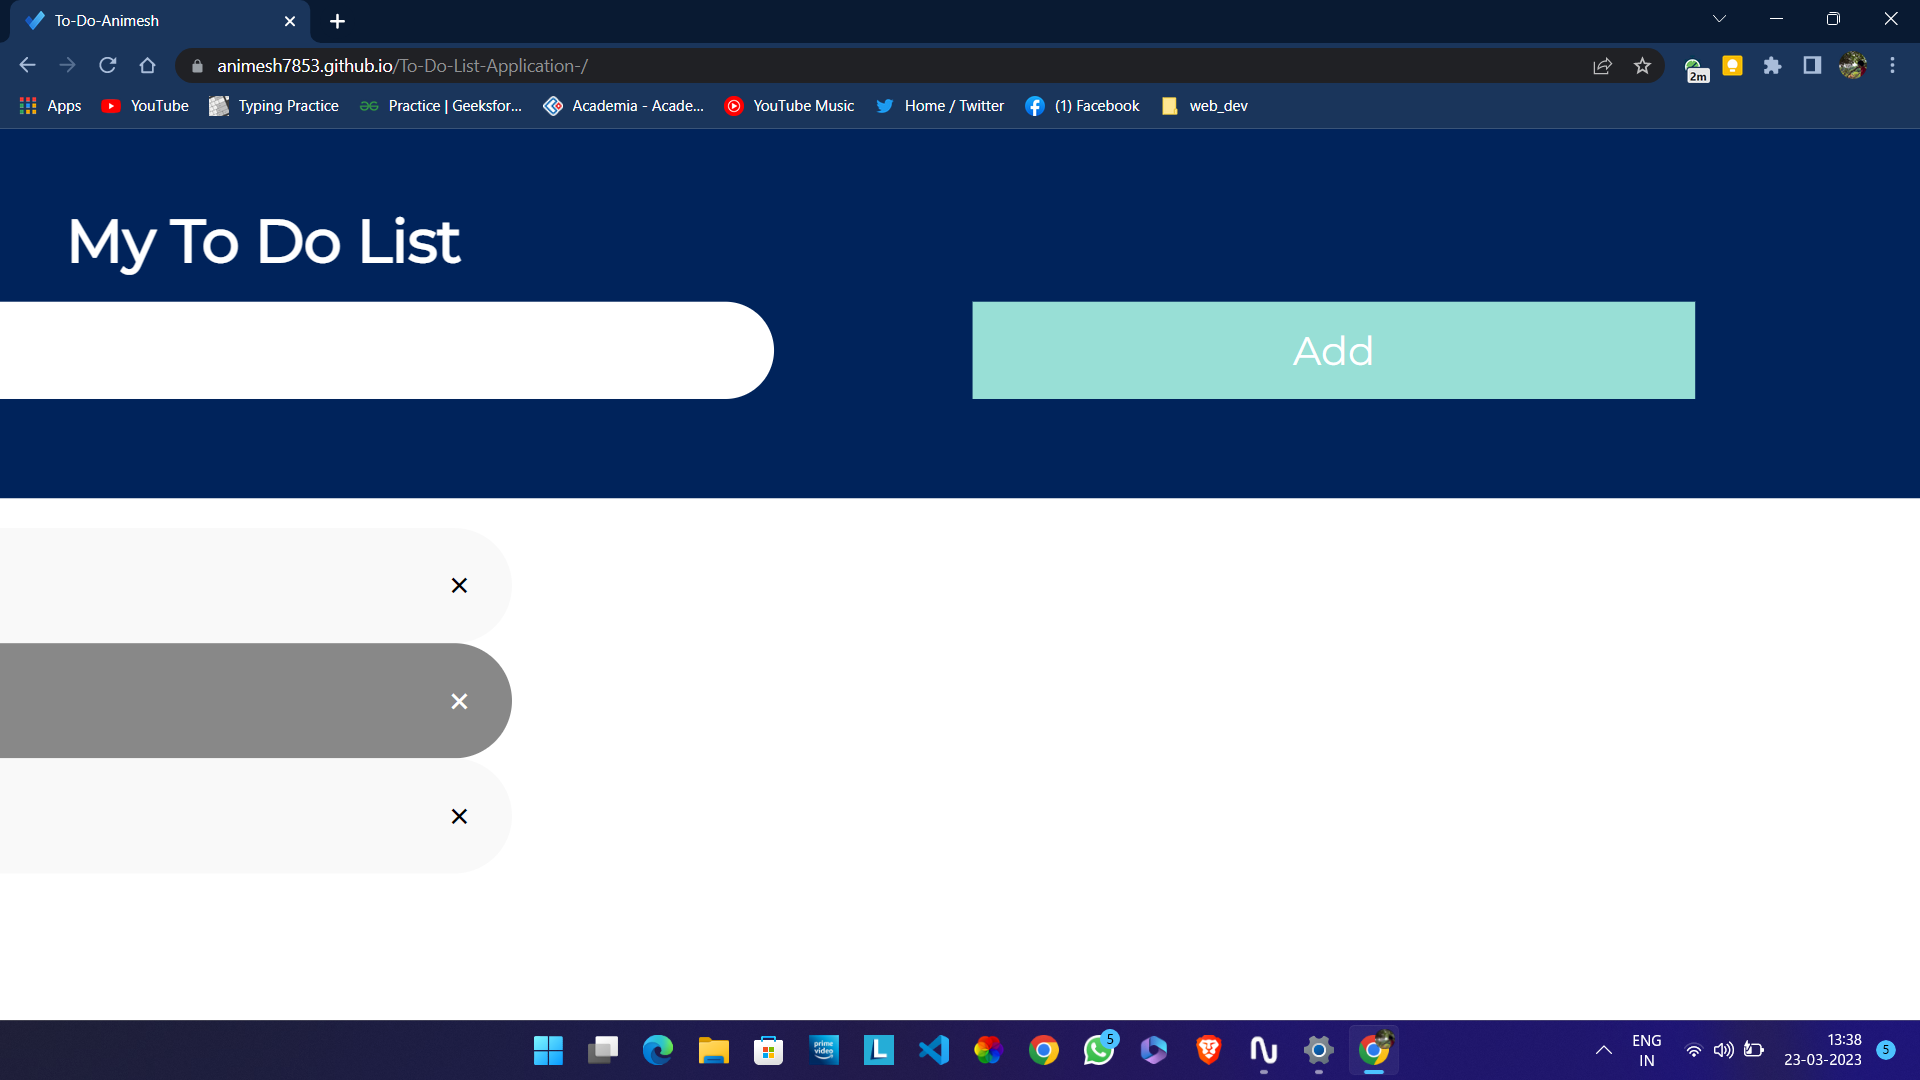 To-Do-Animesh
animesh7853.github.io/To-Do-List-Application-/
2m
Apps YouTube Typing Practice Practice | Geeksfor... Academia - Acade... YouTube Music Home / Twitter (1) Facebook web_dev
My To Do List
Add
×
×
×
prime video
L
5
ENG
IN
13:38
23-03-2023
5